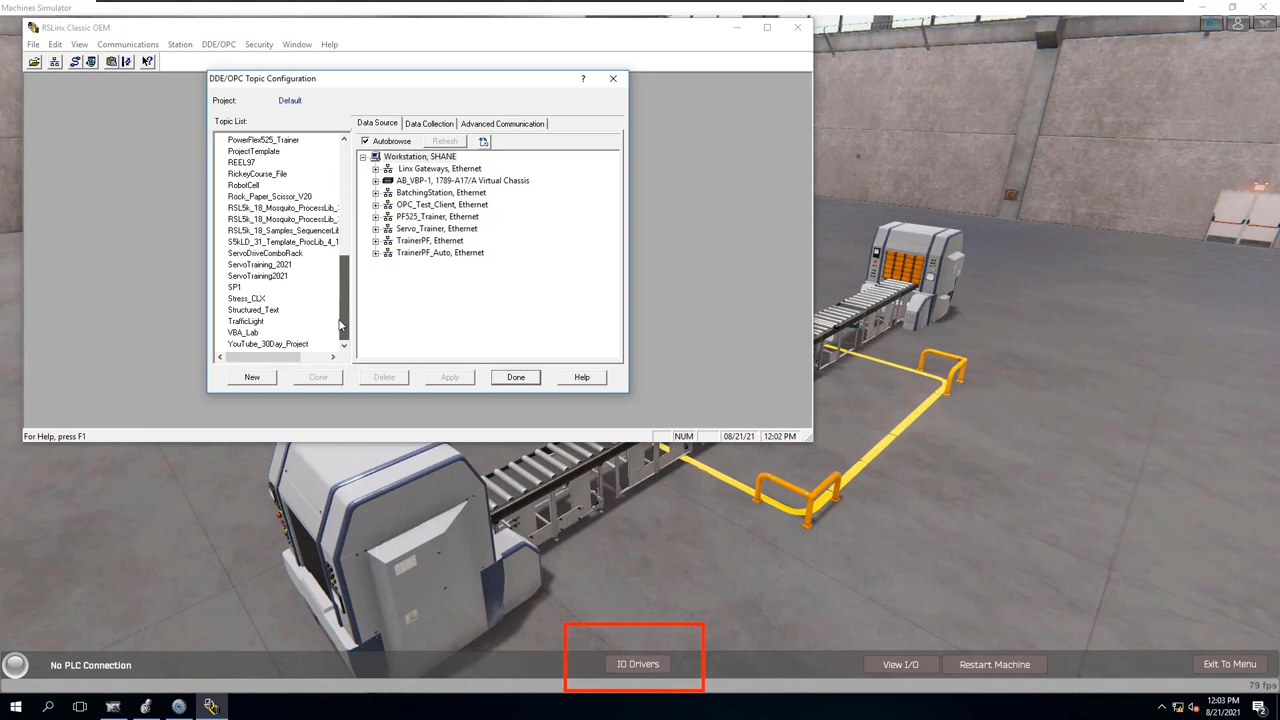 Machines Simulator
RSLinx Classic OEM
File Edit View Communications Station DDE/OPC Security Window Help
DDE/OPC Topic Configuration
Project: Default
Topic List:
Data Source Data Collection Advanced Communication
Autobrowse Refresh
PowerFlex525_Trainer
ProjectTemplate
REEL97
RickeyCourse_File
RobotCell
Rock_Paper_Scissor_V20
RSL5k_18_Mosquito_ProcessLib_
RSL5k_18_Mosquito_ProcessLib_
RSL5k_18_Samples_SequencerLib
S5kLD_31_Template_ProcLib_4_1
ServoDriveComboRack
ServoTraining_2021
ServoTraining2021
SP1
Stress_CLX
Structured_Text
TrafficLight
VBA_Lab
YouTube_30Day_Project
Workstation, SHANE
Linx Gateways, Ethernet
AB_VBP-1, 1789-A17/A Virtual Chassis
BatchingStation, Ethernet
OPC_Test_Client, Ethernet
PF525_Trainer, Ethernet
Servo_Trainer, Ethernet
TrainerPF, Ethernet
TrainerPF_Auto, Ethernet
New Clone Delete Apply Done Help
For Help, press F1
NUM 08/21/21 12:02 PM
No PLC Connection
IO Drivers
View I/O
Restart Machine
Exit To Menu
79 fps
12:03 PM
8/21/2021
2